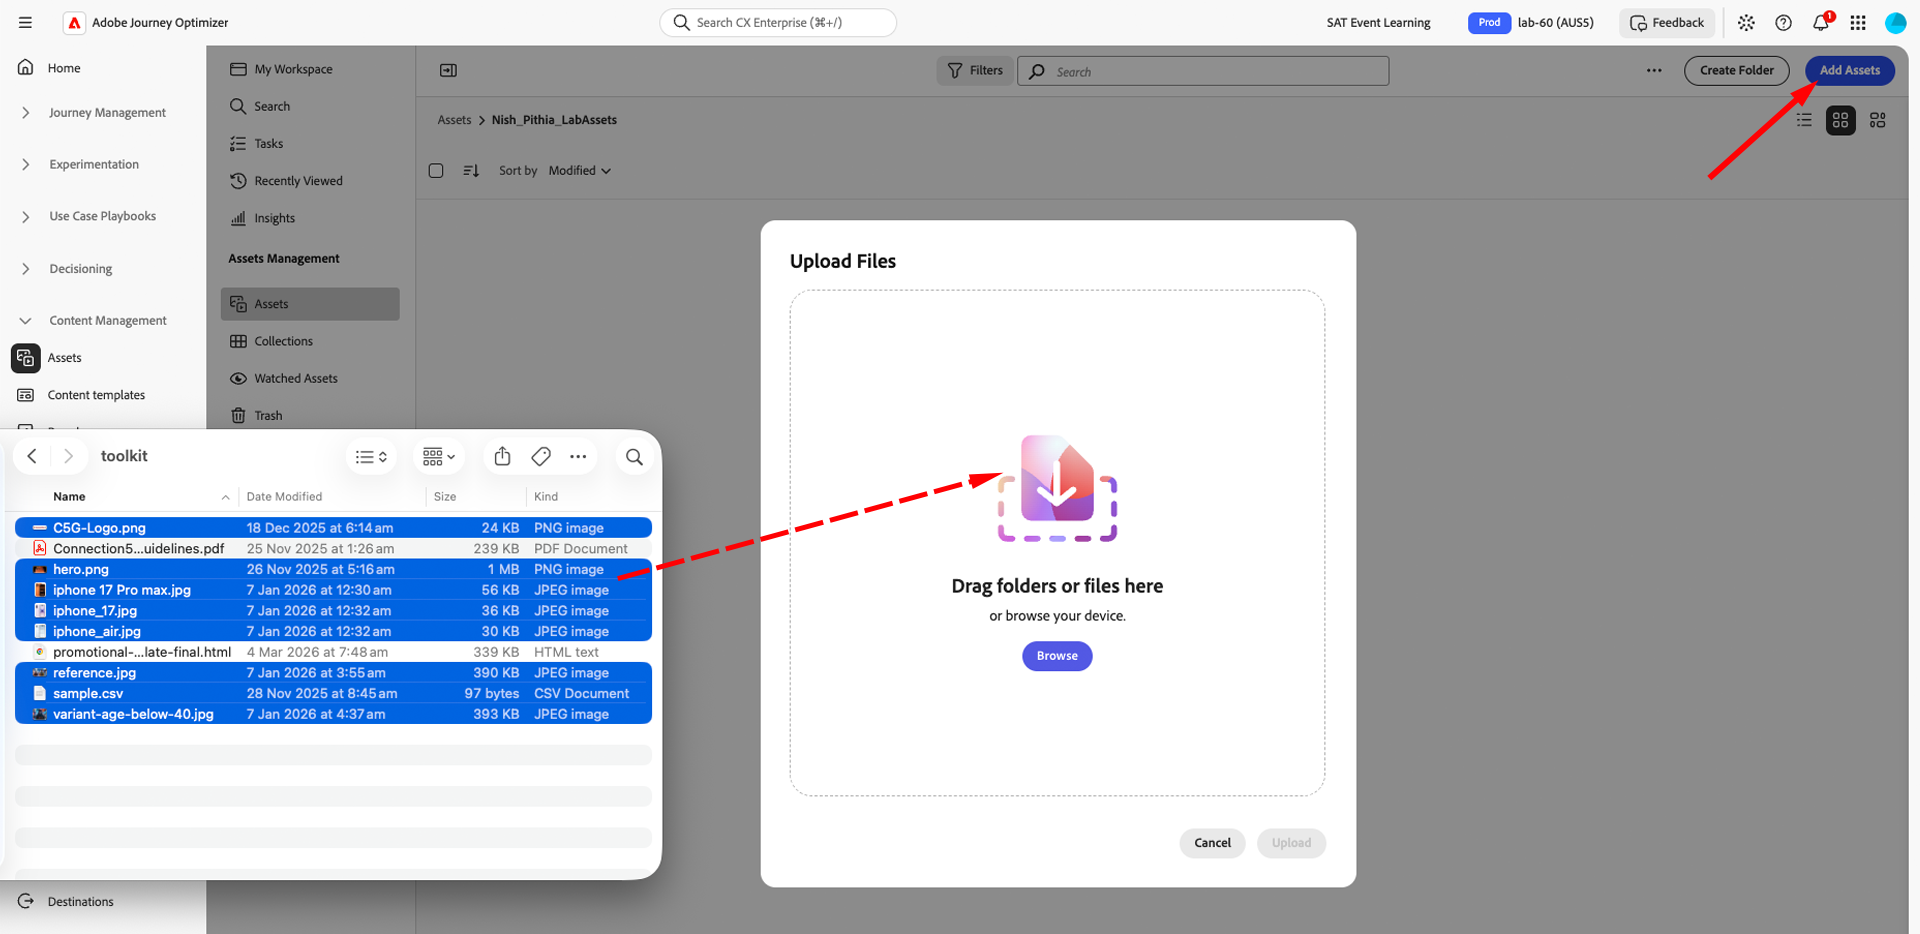 Adobe Journey Optimizer
Search CX Enterprise (⌘+/)
SAT Event Learning
Prod
lab-60 (AUS5)
Feedback
1
Home
Journey Management
Experimentation
Use Case Playbooks
Decisioning
Content Management
Assets
Content templates
Destinations
My Workspace
Search
Tasks
Recently Viewed
Insights
Assets Management
Assets
Collections
Watched Assets
Trash
Filters
Search
Create Folder
Add Assets
Assets > Nish_Pithia_LabAssets
Sort by Modified
Upload Files
Drag folders or files here
or browse your device.
Browse
Cancel
Upload
toolkit
Name Date Modified Size Kind
C5G-Logo.png 18 Dec 2025 at 6:14 am 24 KB PNG image
Connection5...uidelines.pdf 25 Nov 2025 at 1:26 am 239 KB PDF Document
hero.png 26 Nov 2025 at 5:16 am 1 MB PNG image
iphone 17 Pro max.jpg 7 Jan 2026 at 12:30 am 56 KB JPEG image
iphone_17.jpg 7 Jan 2026 at 12:32 am 36 KB JPEG image
iphone_air.jpg 7 Jan 2026 at 12:32 am 30 KB JPEG image
promotional-...late-final.html 4 Mar 2026 at 7:48 am 339 KB HTML text
reference.jpg 7 Jan 2026 at 3:55 am 390 KB JPEG image
sample.csv 28 Nov 2025 at 8:45 am 97 bytes CSV Document
variant-age-below-40.jpg 7 Jan 2026 at 4:37 am 393 KB JPEG image